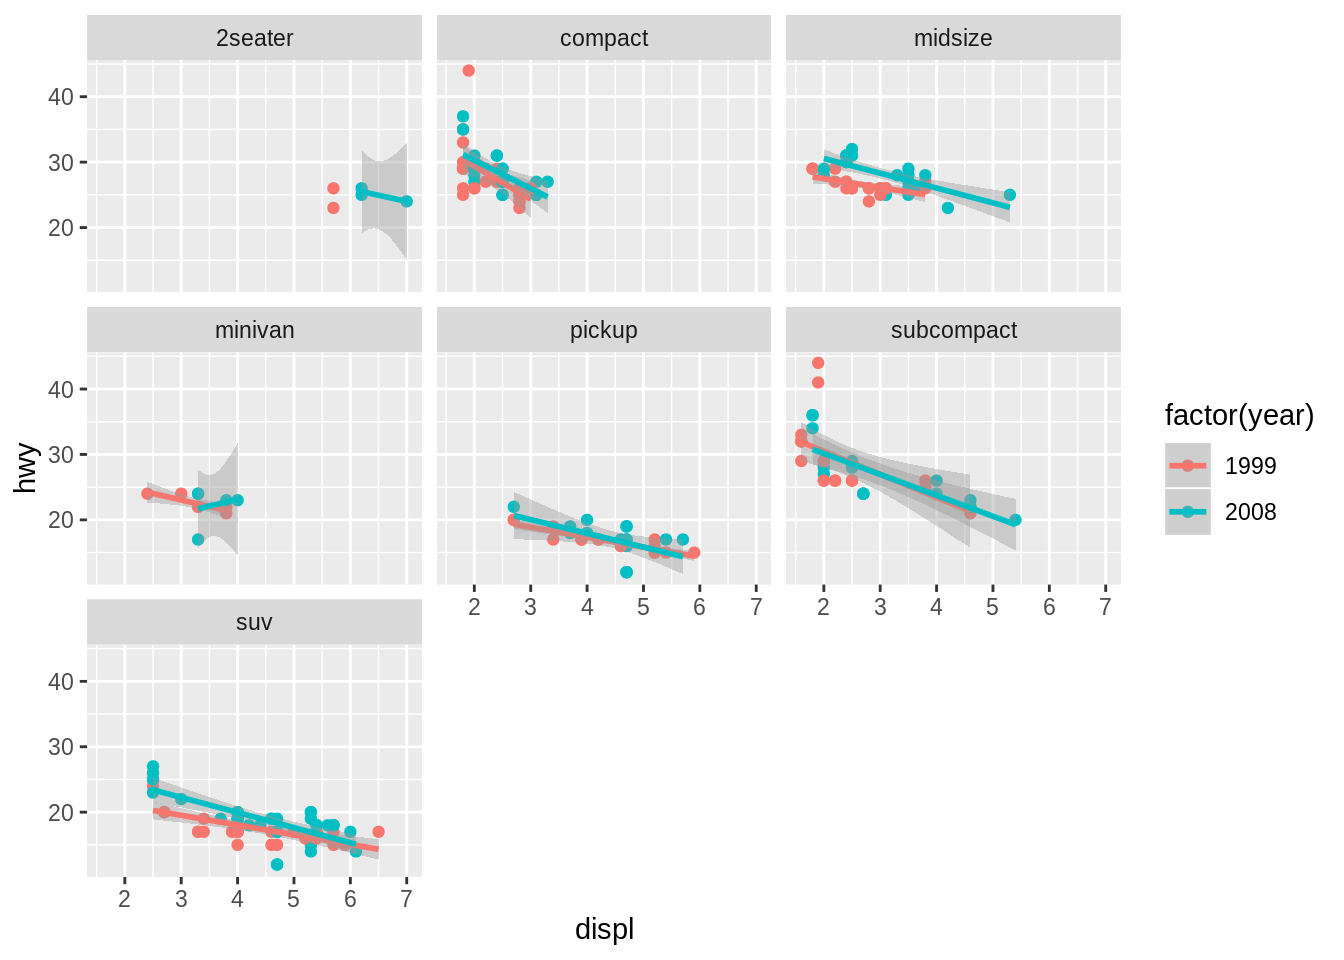 2seater compact midsize
40
30
20
minivan pickup subcompact
40
30
20
2 3 4 5 6 7 2 3 4 5 6 7
suv
40
30
20
2 3 4 5 6 7
displ
hwy
factor(year)
1999
2008